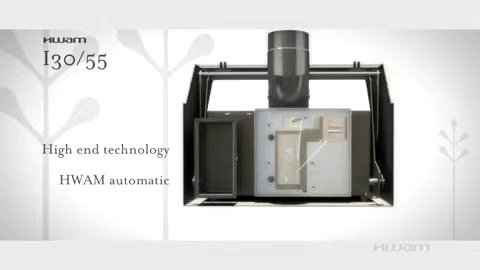 HWAM
I30/55
High end technology
HWAM automatic
HWAM